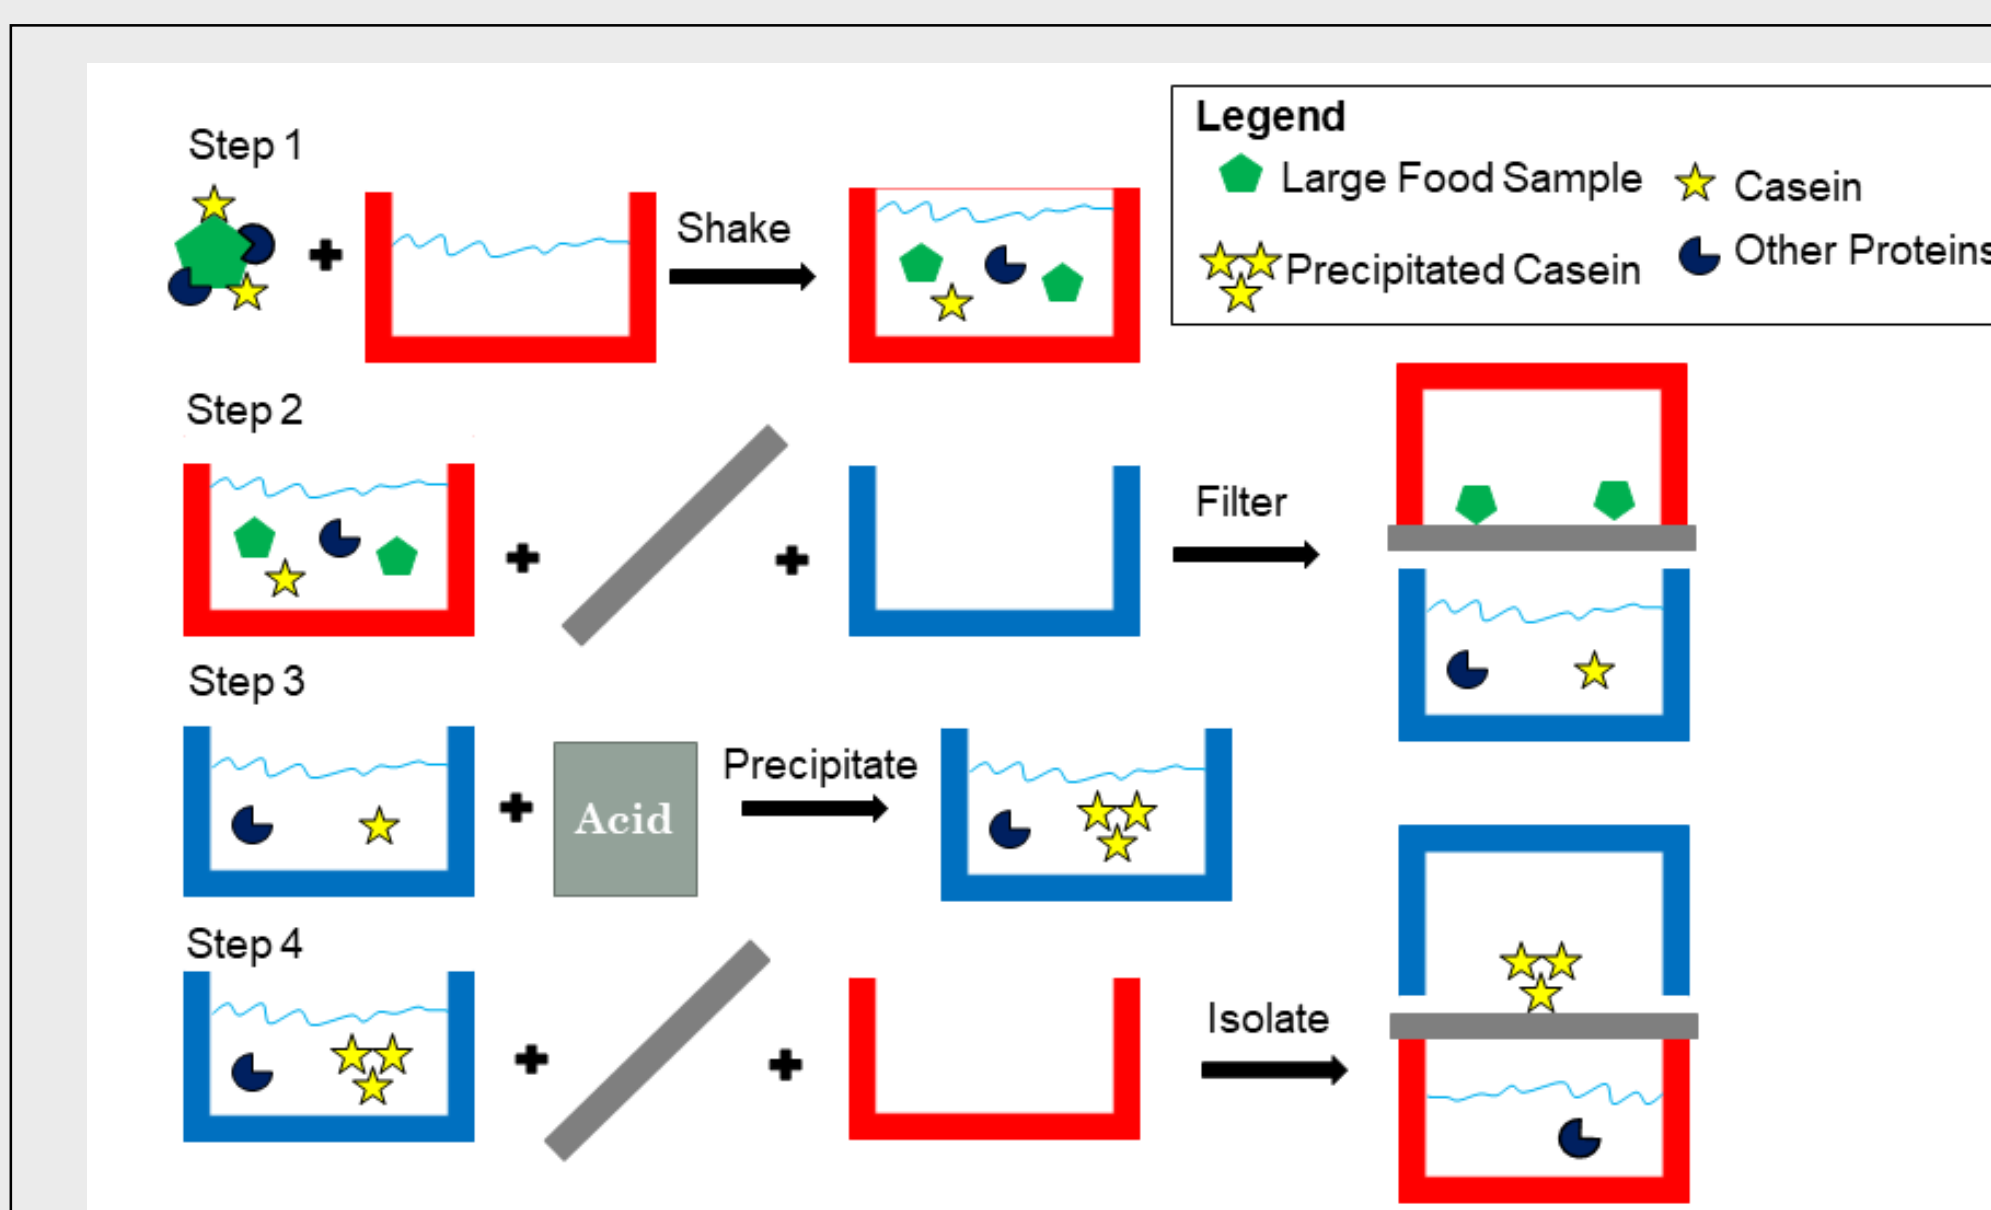 Step 1
Shake
Legend
Large Food Sample
Casein
Precipitated Casein
Other Proteins
Step 2
Filter
Step 3
Acid
Precipitate
Step 4
Isolate